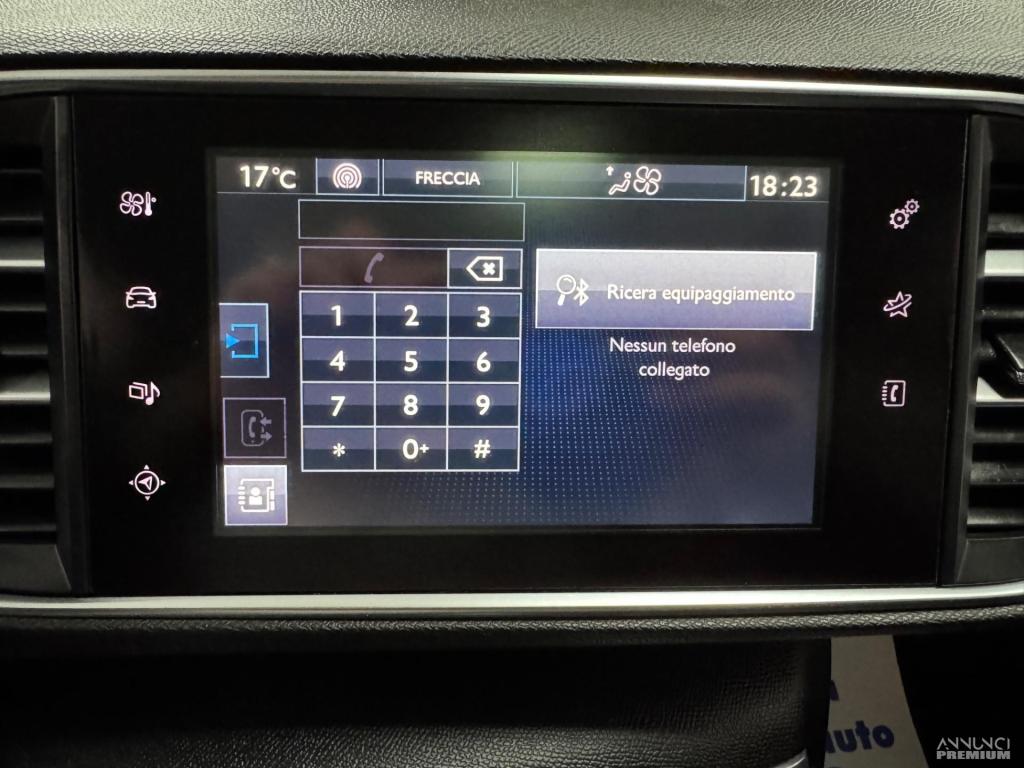 17°C
FRECCIA
18:23
Ricera equipaggiamento
Nessun telefono
collegato
1 2 3
4 5 6
7 8 9
* 0+ #
auto
ANNUNCI
PREMIUM